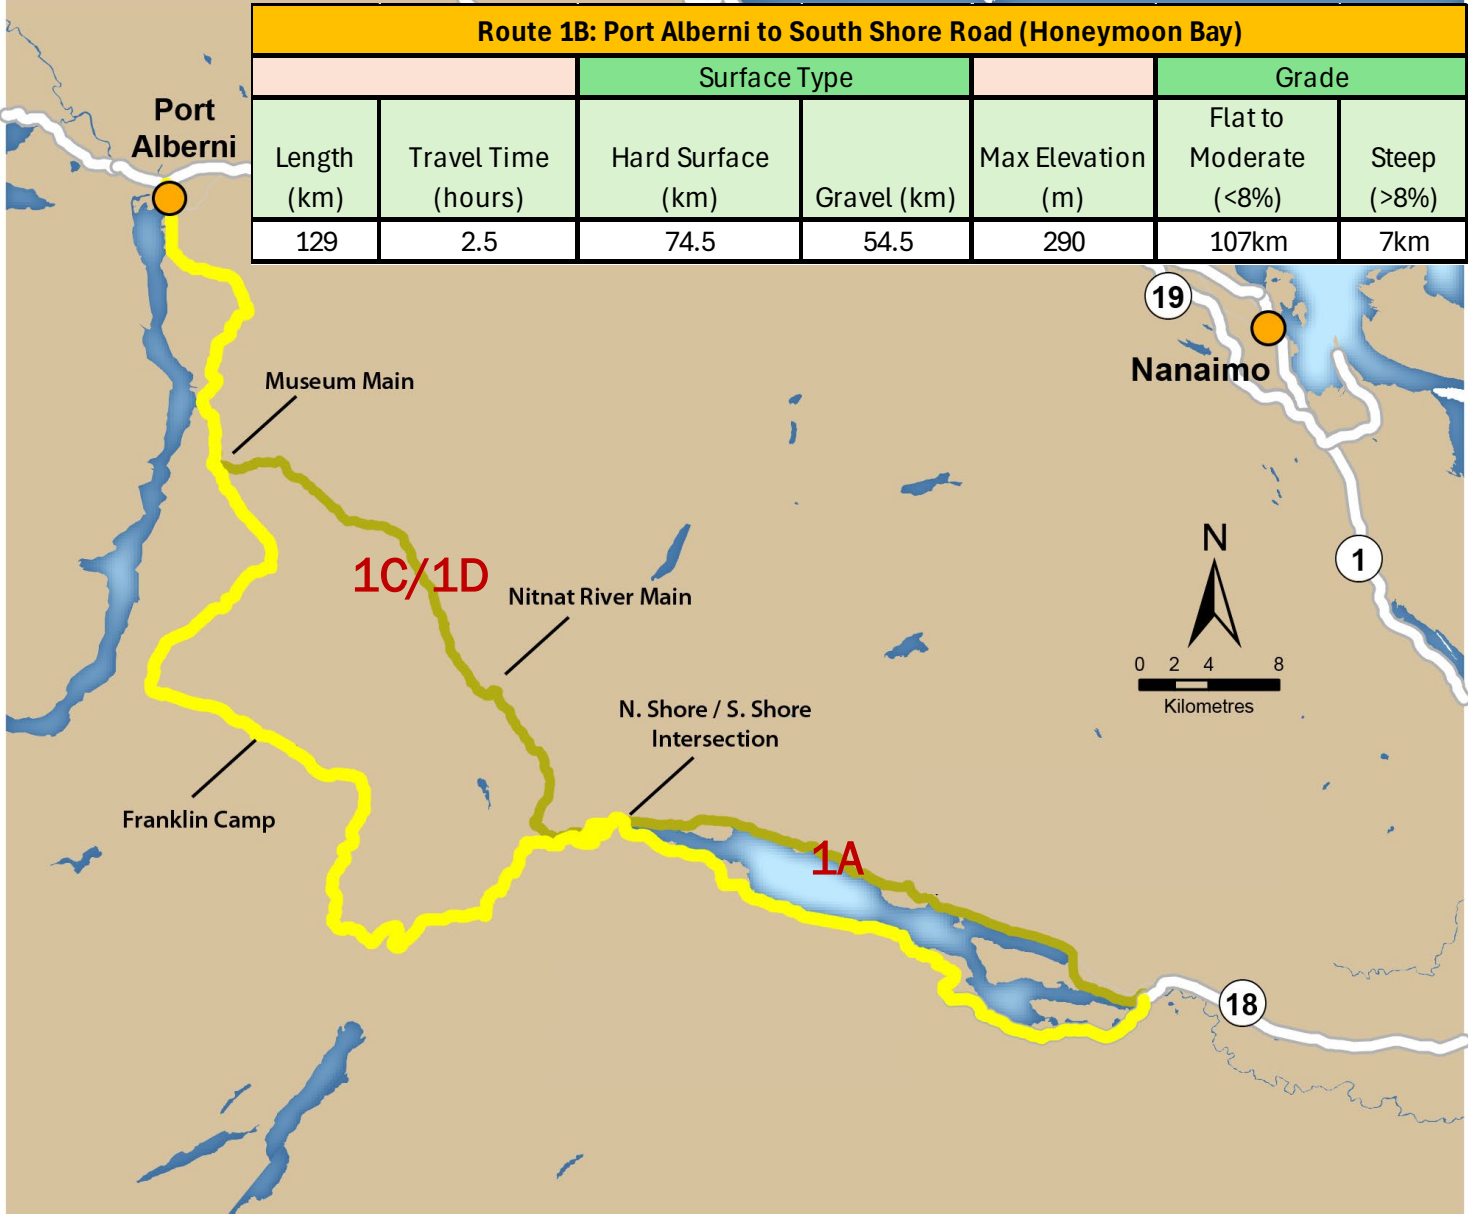 Route 1B: Port Alberni to South Shore Road (Honeymoon Bay)
Surface Type
Grade
Length
(km)
Travel Time
(hours)
Hard Surface
(km)
Gravel (km)
Max Elevation
(m)
Flat to
Moderate
(<8%)
Steep
(>8%)
129
2.5
74.5
54.5
290
107km
7km
Port
Alberni
19
Nanaimo
Museum Main
1C/1D
Nitnat River Main
N
1
0 2 4 8
Kilometres
N. Shore / S. Shore
Intersection
Franklin Camp
1A
18